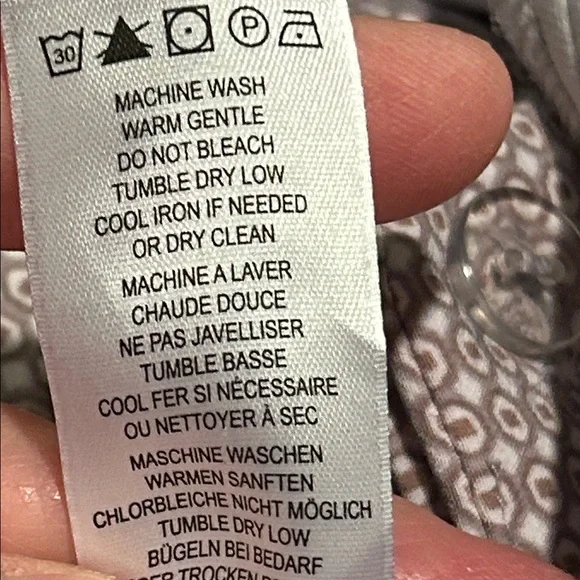 30 P
MACHINE WASH
WARM GENTLE
DO NOT BLEACH
TUMBLE DRY LOW
COOL IRON IF NEEDED
OR DRY CLEAN
MACHINE A LAVER
CHAUDE DOUCE
NE PAS JAVELLISER
TUMBLE BASSE
COOL FER SI NÉCESSAIRE
OU NETTOYER À SEC
MASCHINE WASCHEN
WARMEN SANFTEN
CHLORBLEICHE NICHT MÖGLICH
TUMBLE DRY LOW
BÜGELN BEI BEDARF